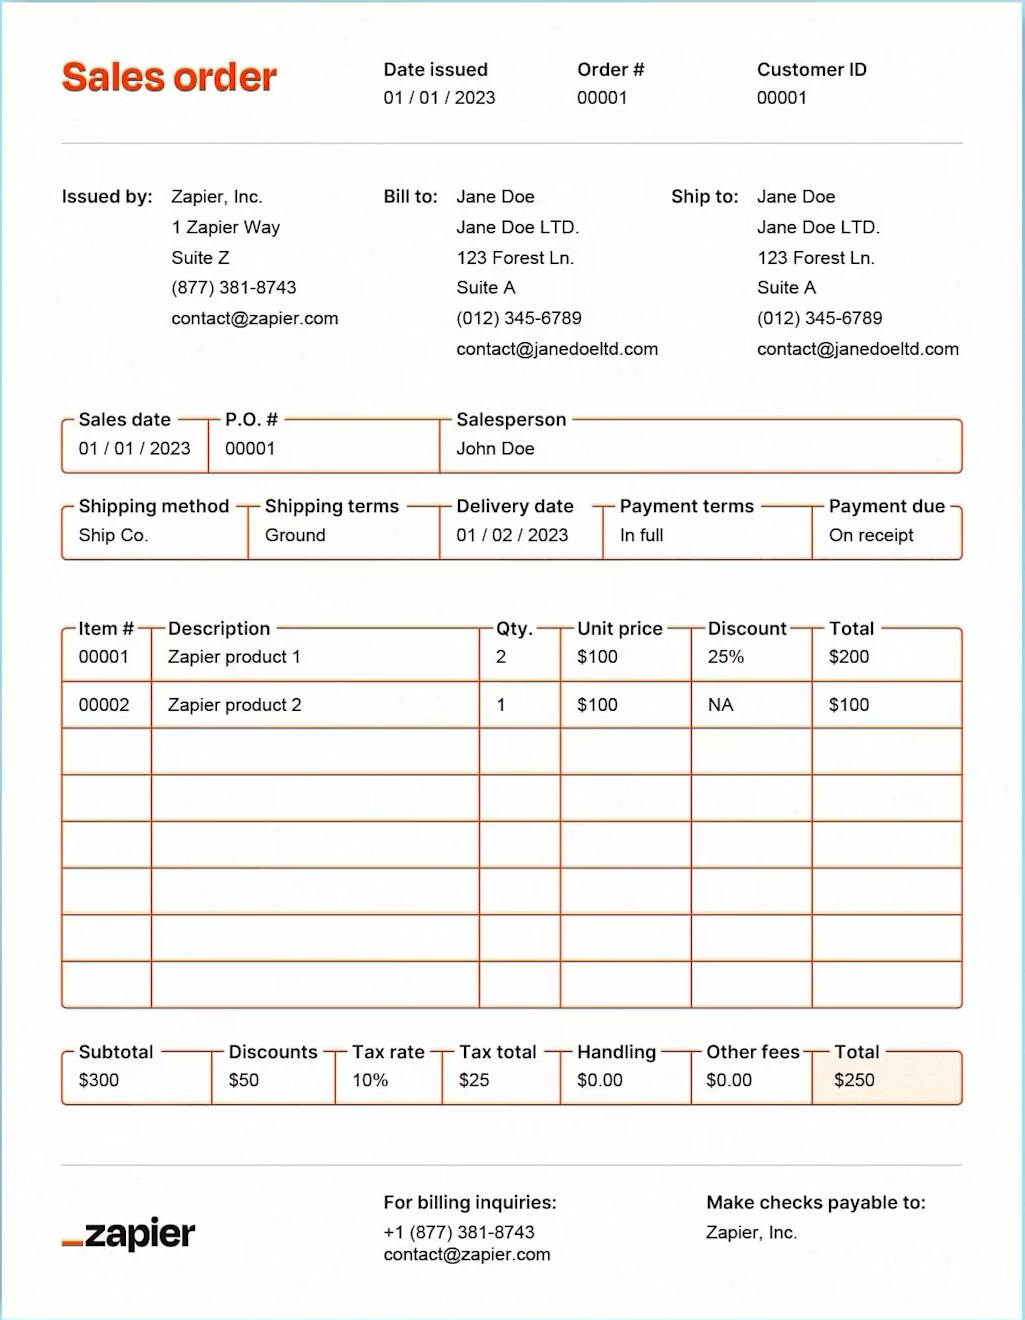 Sales order
Date issued Order # Customer ID
01 / 01 / 2023 00001 00001
Issued by: Zapier, Inc. Bill to: Jane Doe Ship to: Jane Doe
1 Zapier Way Jane Doe LTD. Jane Doe LTD.
Suite Z 123 Forest Ln. 123 Forest Ln.
(877) 381-8743 Suite A Suite A
contact@zapier.com (012) 345-6789 (012) 345-6789
contact@janedoeltd.com contact@janedoeltd.com
Sales date P.O. # Salesperson
01 / 01 / 2023 00001 John Doe
Shipping method Shipping terms Delivery date Payment terms Payment due
Ship Co. Ground 01 / 02 / 2023 In full On receipt
Item # Description Qty. Unit price Discount Total
00001 Zapier product 1 2 $100 25% $200
00002 Zapier product 2 1 $100 NA $100
Subtotal Discounts Tax rate Tax total Handling Other fees Total
$300 $50 10% $25 $0.00 $0.00 $250
For billing inquiries: Make checks payable to:
+1 (877) 381-8743 Zapier, Inc.
contact@zapier.com
_zapier